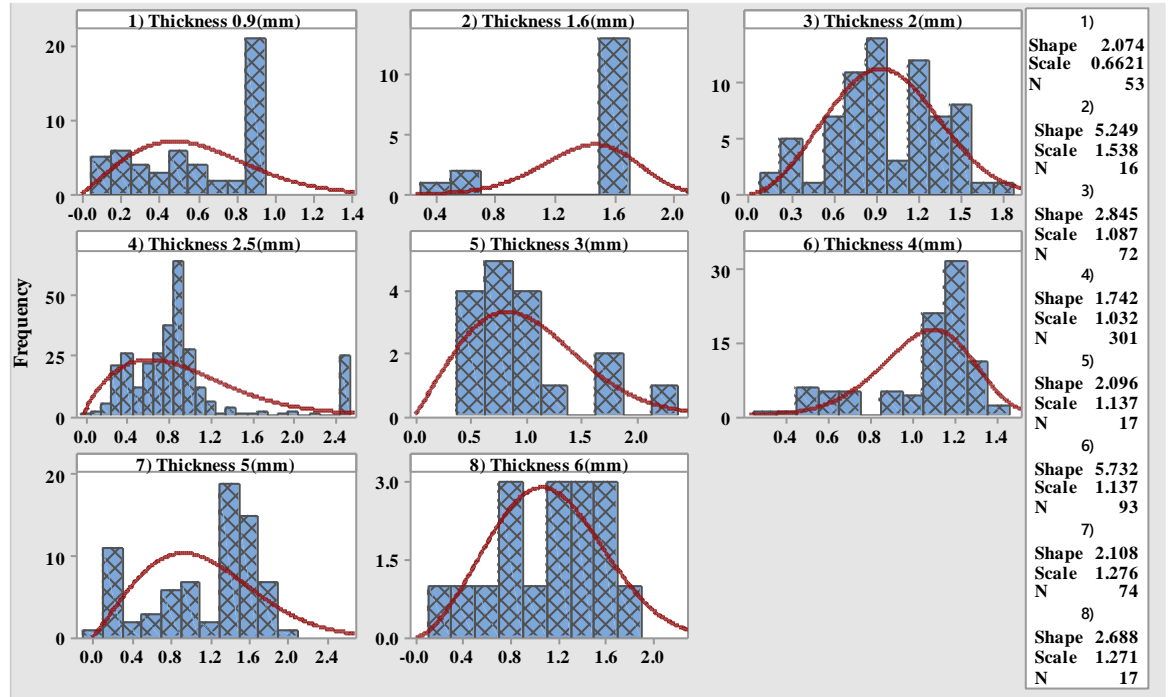 1) Thickness 0.9(mm)
20
10
0
-0.0 0.2 0.4 0.6 0.8 1.0 1.2 1.4
2) Thickness 1.6(mm)
10
5
0
0.4 0.8 1.2 1.6 2.0
3) Thickness 2(mm)
10
5
0
0.0 0.3 0.6 0.9 1.2 1.5 1.8
4) Thickness 2.5(mm)
50
25
0
-0.0 0.4 0.8 1.2 1.6 2.0 2.4
5) Thickness 3(mm)
4
2
0
0.0 0.5 1.0 1.5 2.0
6) Thickness 4(mm)
30
15
0
0.4 0.6 0.8 1.0 1.2 1.4
7) Thickness 5(mm)
20
10
0
0.0 0.4 0.8 1.2 1.6 2.0 2.4
8) Thickness 6(mm)
3.0
1.5
0.0
-0.0 0.4 0.8 1.2 1.6 2.0
Frequency
1)
Shape 2.074
Scale 0.6621
N 53
2)
Shape 5.249
Scale 1.538
N 16
3)
Shape 2.845
Scale 1.087
N 72
4)
Shape 1.742
Scale 1.032
N 301
5)
Shape 2.096
Scale 1.137
N 17
6)
Shape 5.732
Scale 1.137
N 93
7)
Shape 2.108
Scale 1.276
N 74
8)
Shape 2.688
Scale 1.271
N 17